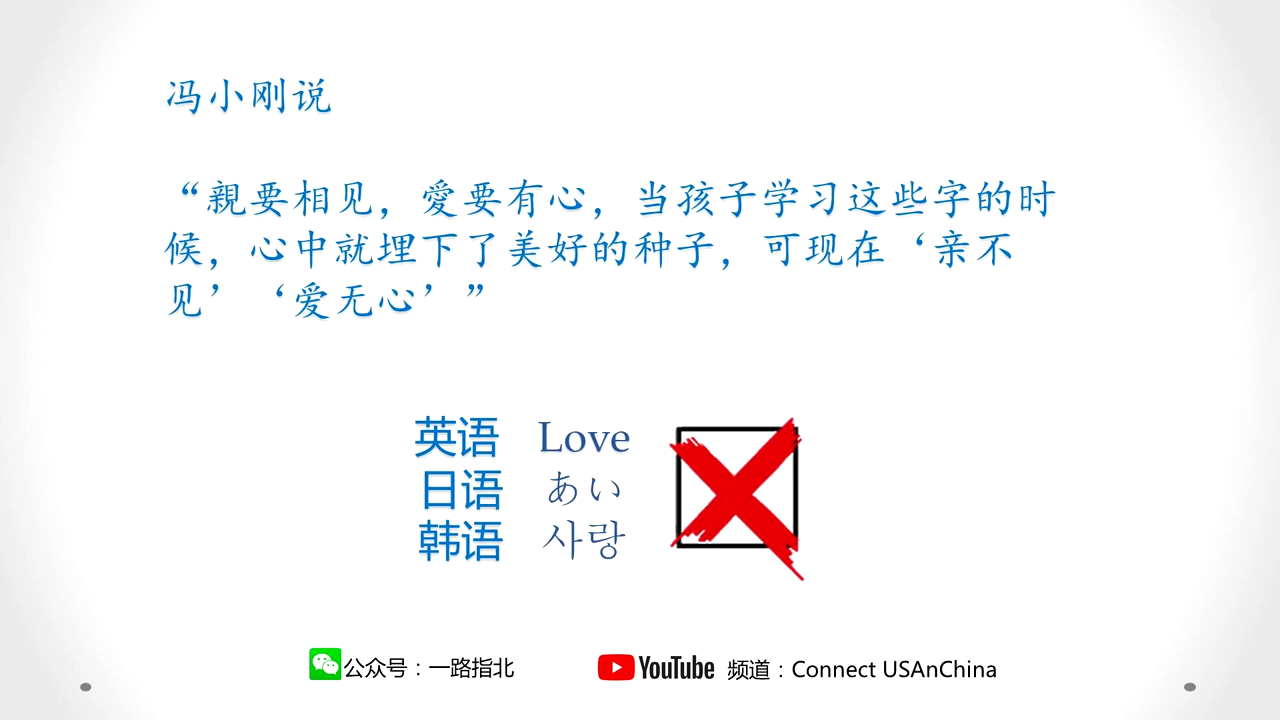 冯小刚说
“親要相见，愛要有心，当孩子学习这些字的时
候，心中就埋下了美好的种子，可现在‘亲不
见’‘爱无心’”
英语 Love
日语 あい
韩语 사랑
公众号：一路指北 YouTube 频道：Connect USAnChina